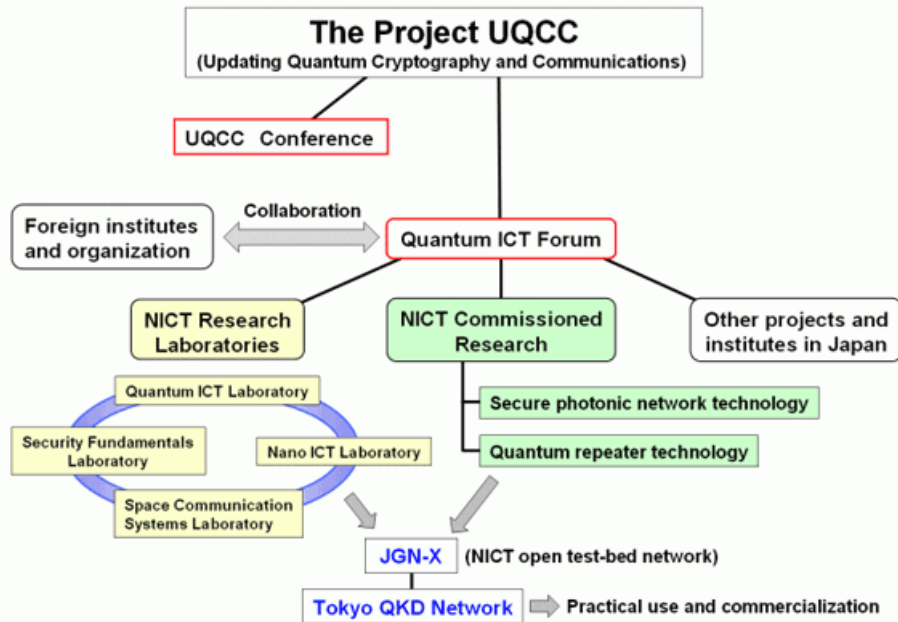 The Project UQCC
(Updating Quantum Cryptography and Communications)
UQCC Conference
Collaboration
Foreign institutes
and organization
Quantum ICT Forum
NICT Research
Laboratories
NICT Commissioned
Research
Other projects and
institutes in Japan
Quantum ICT Laboratory
Security Fundamentals
Laboratory
Nano ICT Laboratory
Space Communication
Systems Laboratory
Secure photonic network technology
Quantum repeater technology
JGN-X
(NICT open test-bed network)
Tokyo QKD Network
Practical use and commercialization